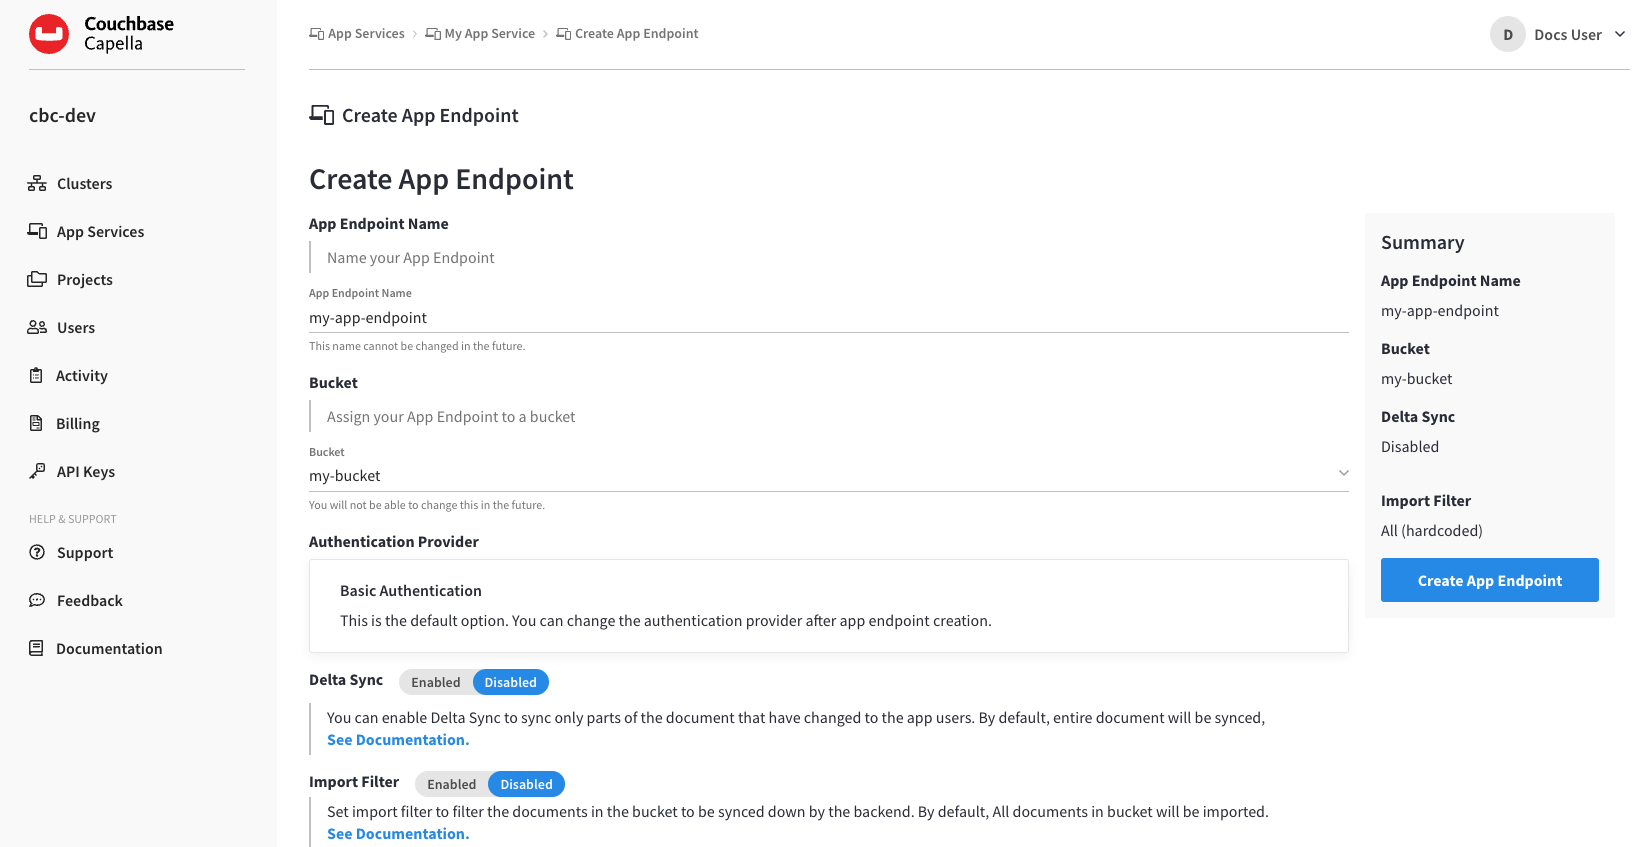 Couchbase
Capella
cbc-dev
Clusters
App Services
Projects
Users
Activity
Billing
API Keys
HELP & SUPPORT
Support
Feedback
Documentation
App Services > My App Service > Create App Endpoint
D Docs User
Create App Endpoint
Create App Endpoint
App Endpoint Name
Name your App Endpoint
App Endpoint Name
my-app-endpoint
This name cannot be changed in the future.
Bucket
Assign your App Endpoint to a bucket
Bucket
my-bucket
You will not be able to change this in the future.
Authentication Provider
Basic Authentication
This is the default option. You can change the authentication provider after app endpoint creation.
Delta Sync Enabled Disabled
You can enable Delta Sync to sync only parts of the document that have changed to the app users. By default, entire document will be synced,
See Documentation.
Import Filter Enabled Disabled
Set import filter to filter the documents in the bucket to be synced down by the backend. By default, All documents in bucket will be imported.
See Documentation.
Summary
App Endpoint Name
my-app-endpoint
Bucket
my-bucket
Delta Sync
Disabled
Import Filter
All (hardcoded)
Create App Endpoint